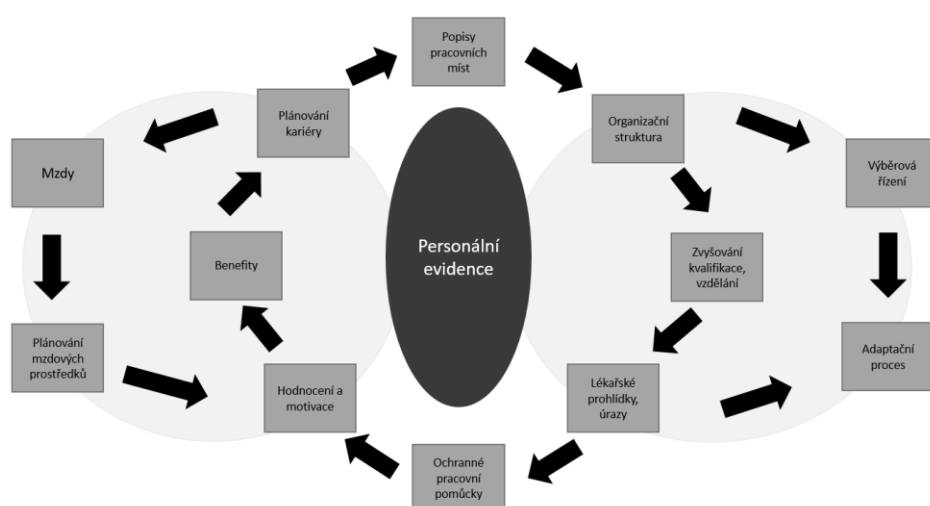 Popisy
pracovních
míst
Plánování
kariéry
Organizační
struktura
Mzdy
Výběrová
řízení
Personální
evidence
Benefity
Zvyšování
kvalifikace,
vzdělání
Plánování
mzdových
prostředků
Hodnocení a
motivace
Lékařské
prohlídky,
úrazy
Adaptační
proces
Ochranné
pracovní
pomůcky